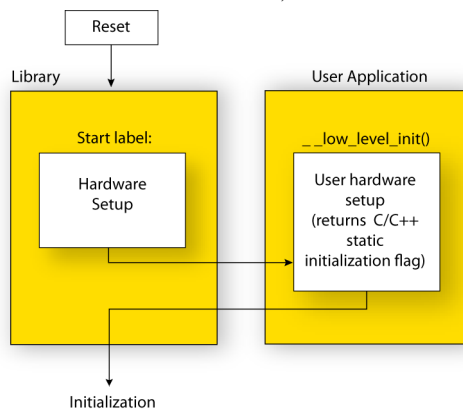 Reset
Library
User Application
Start label:
_ _low_level_init()
Hardware
Setup
User hardware
setup
(returns C/C++
static
initialization flag)
Initialization